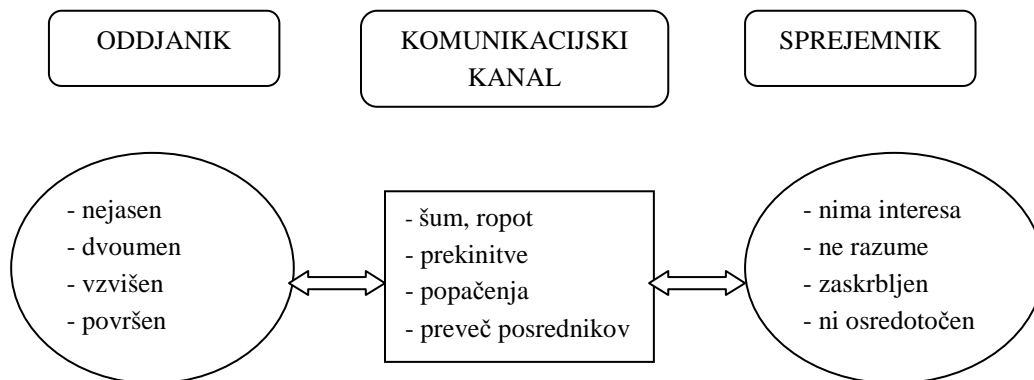 ODDJANIK
KOMUNIKACIJSKI
KANAL
SPREJEMNIK
- nejasen
- dvoumen
- vzvišen
- površen
- šum, ropot
- prekinitve
- popačenja
- preveč posrednikov
- nima interesa
- ne razume
- zaskrbljen
- ni osredotočen